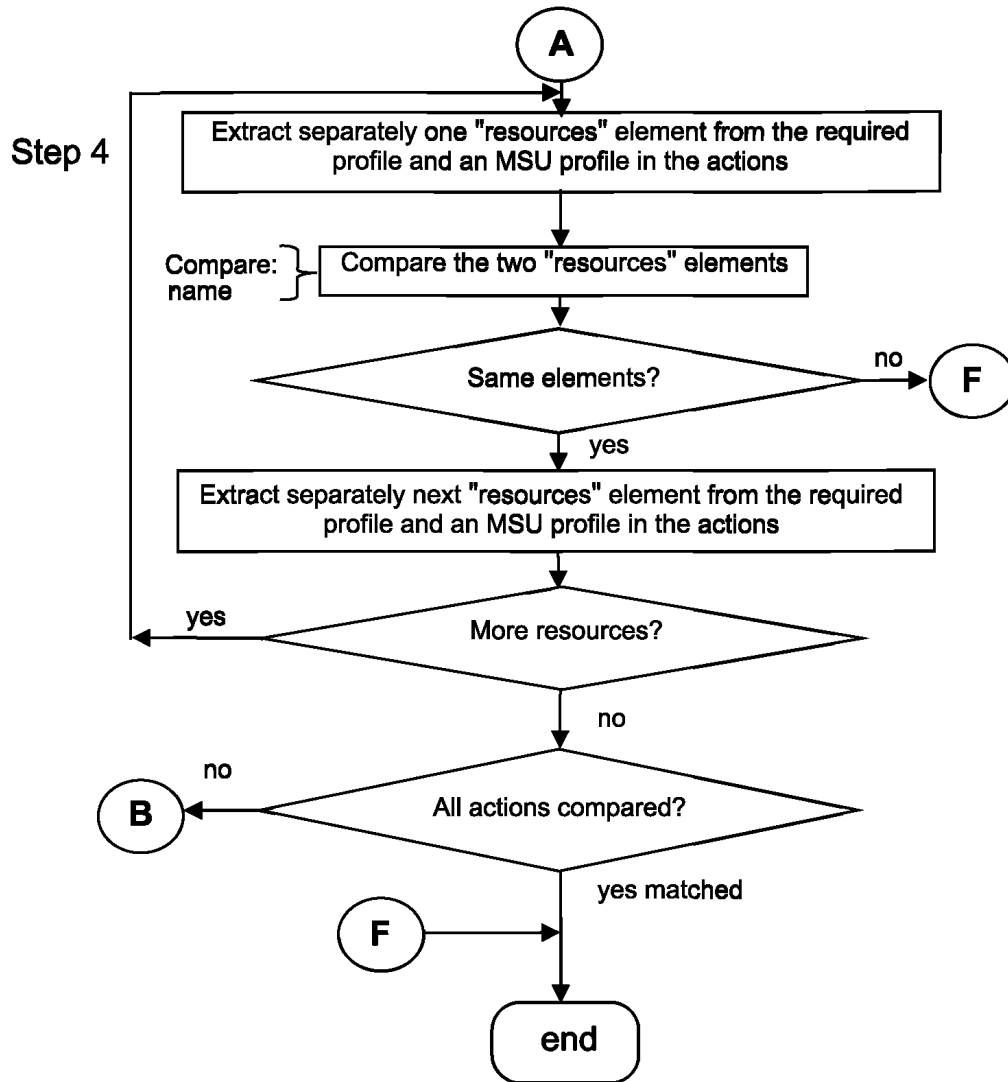 A
Step 4
Extract separately one "resources" element from the required
profile and an MSU profile in the actions
Compare:
name
Compare the two "resources" elements
Same elements?
no
F
yes
Extract separately next "resources" element from the required
profile and an MSU profile in the actions
yes
More resources?
no
no
B
All actions compared?
yes matched
F
end